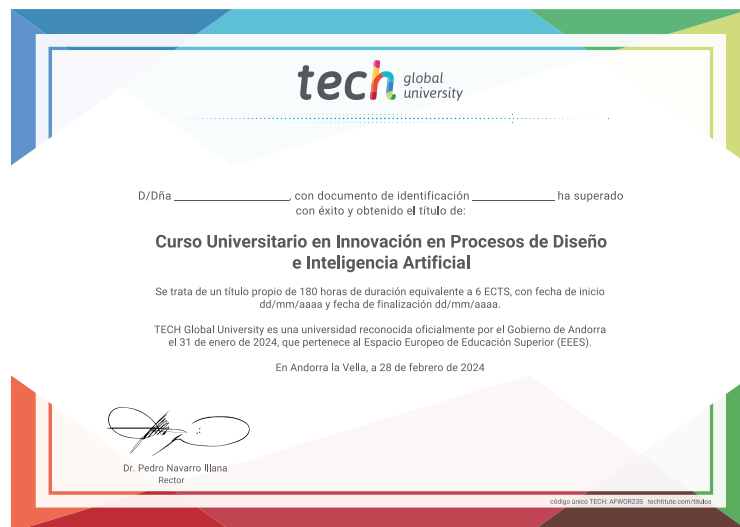 tech global university
D/Dña ____________________, con documento de identificación ______________ ha superado
con éxito y obtenido el título de:
Curso Universitario en Innovación en Procesos de Diseño
e Inteligencia Artificial
Se trata de un título propio de 180 horas de duración equivalente a 6 ECTS, con fecha de inicio
dd/mm/aaaa y fecha de finalización dd/mm/aaaa.
TECH Global University es una universidad reconocida oficialmente por el Gobierno de Andorra
el 31 de enero de 2024, que pertenece al Espacio Europeo de Educación Superior (EEES).
En Andorra la Vella, a 28 de febrero de 2024
Dr. Pedro Navarro Illana
Rector
código único TECH: AFWOR23S techtitute.com/titulos